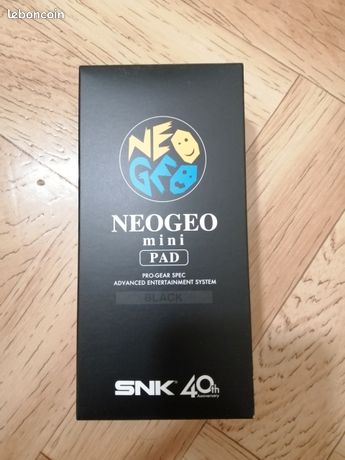 leboncoin
NEO
GEO
NEOGEO
mini
PAD
PRO-GEAR SPEC
ADVANCED ENTERTAINMENT SYSTEM
BLACK
SNK 40th
Anniversary